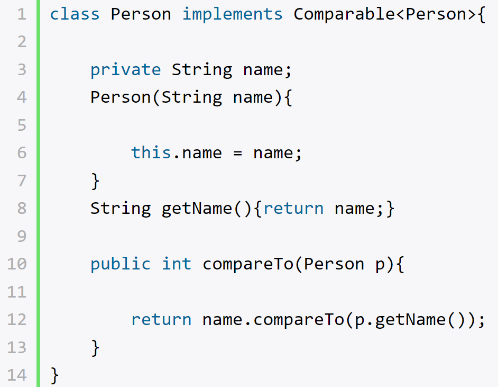 1 class Person implements Comparable<Person>{
2
3     private String name;
4     Person(String name){
5
6         this.name = name;
7     }
8     String getName(){return name;}
9
10     public int compareTo(Person p){
11
12         return name.compareTo(p.getName());
13     }
14 }